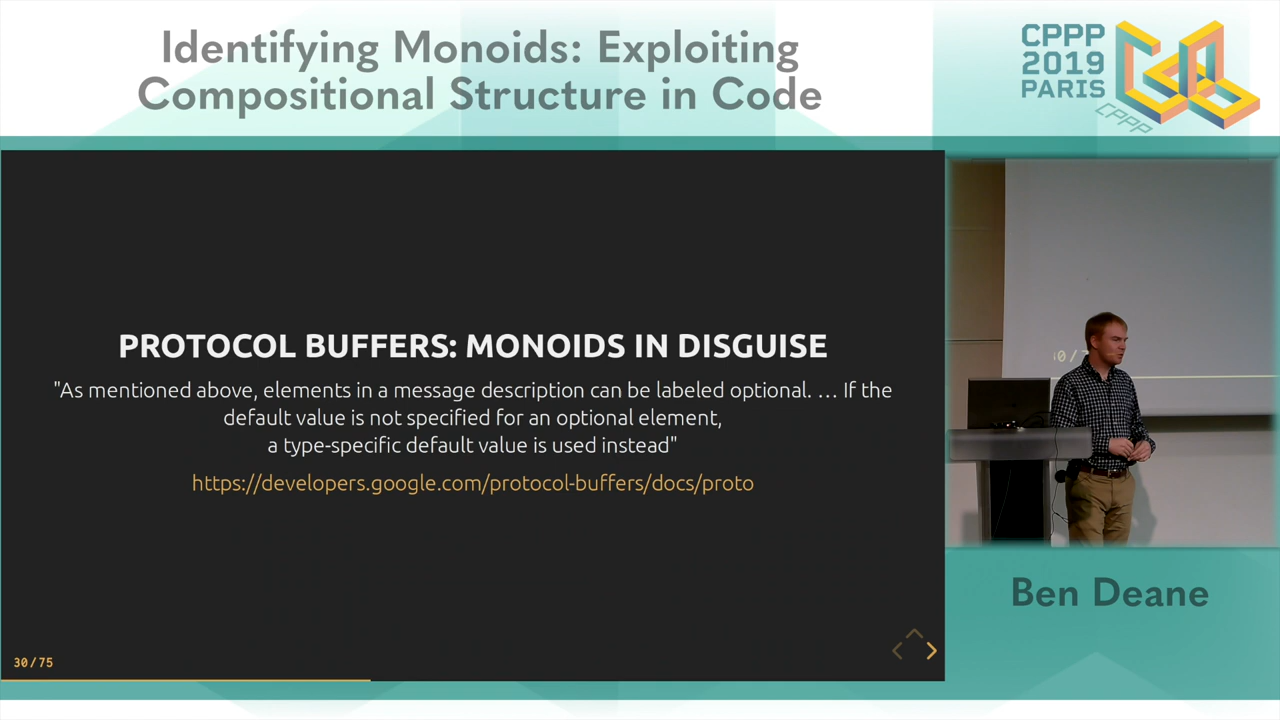 Identifying Monoids: Exploiting
Compositional Structure in Code
CPPP
2019
PARIS
CPPP
PROTOCOL BUFFERS: MONOIDS IN DISGUISE
"As mentioned above, elements in a message description can be labeled optional. … If the
default value is not specified for an optional element,
a type-specific default value is used instead"
https://developers.google.com/protocol-buffers/docs/proto
30/75
Ben Deane